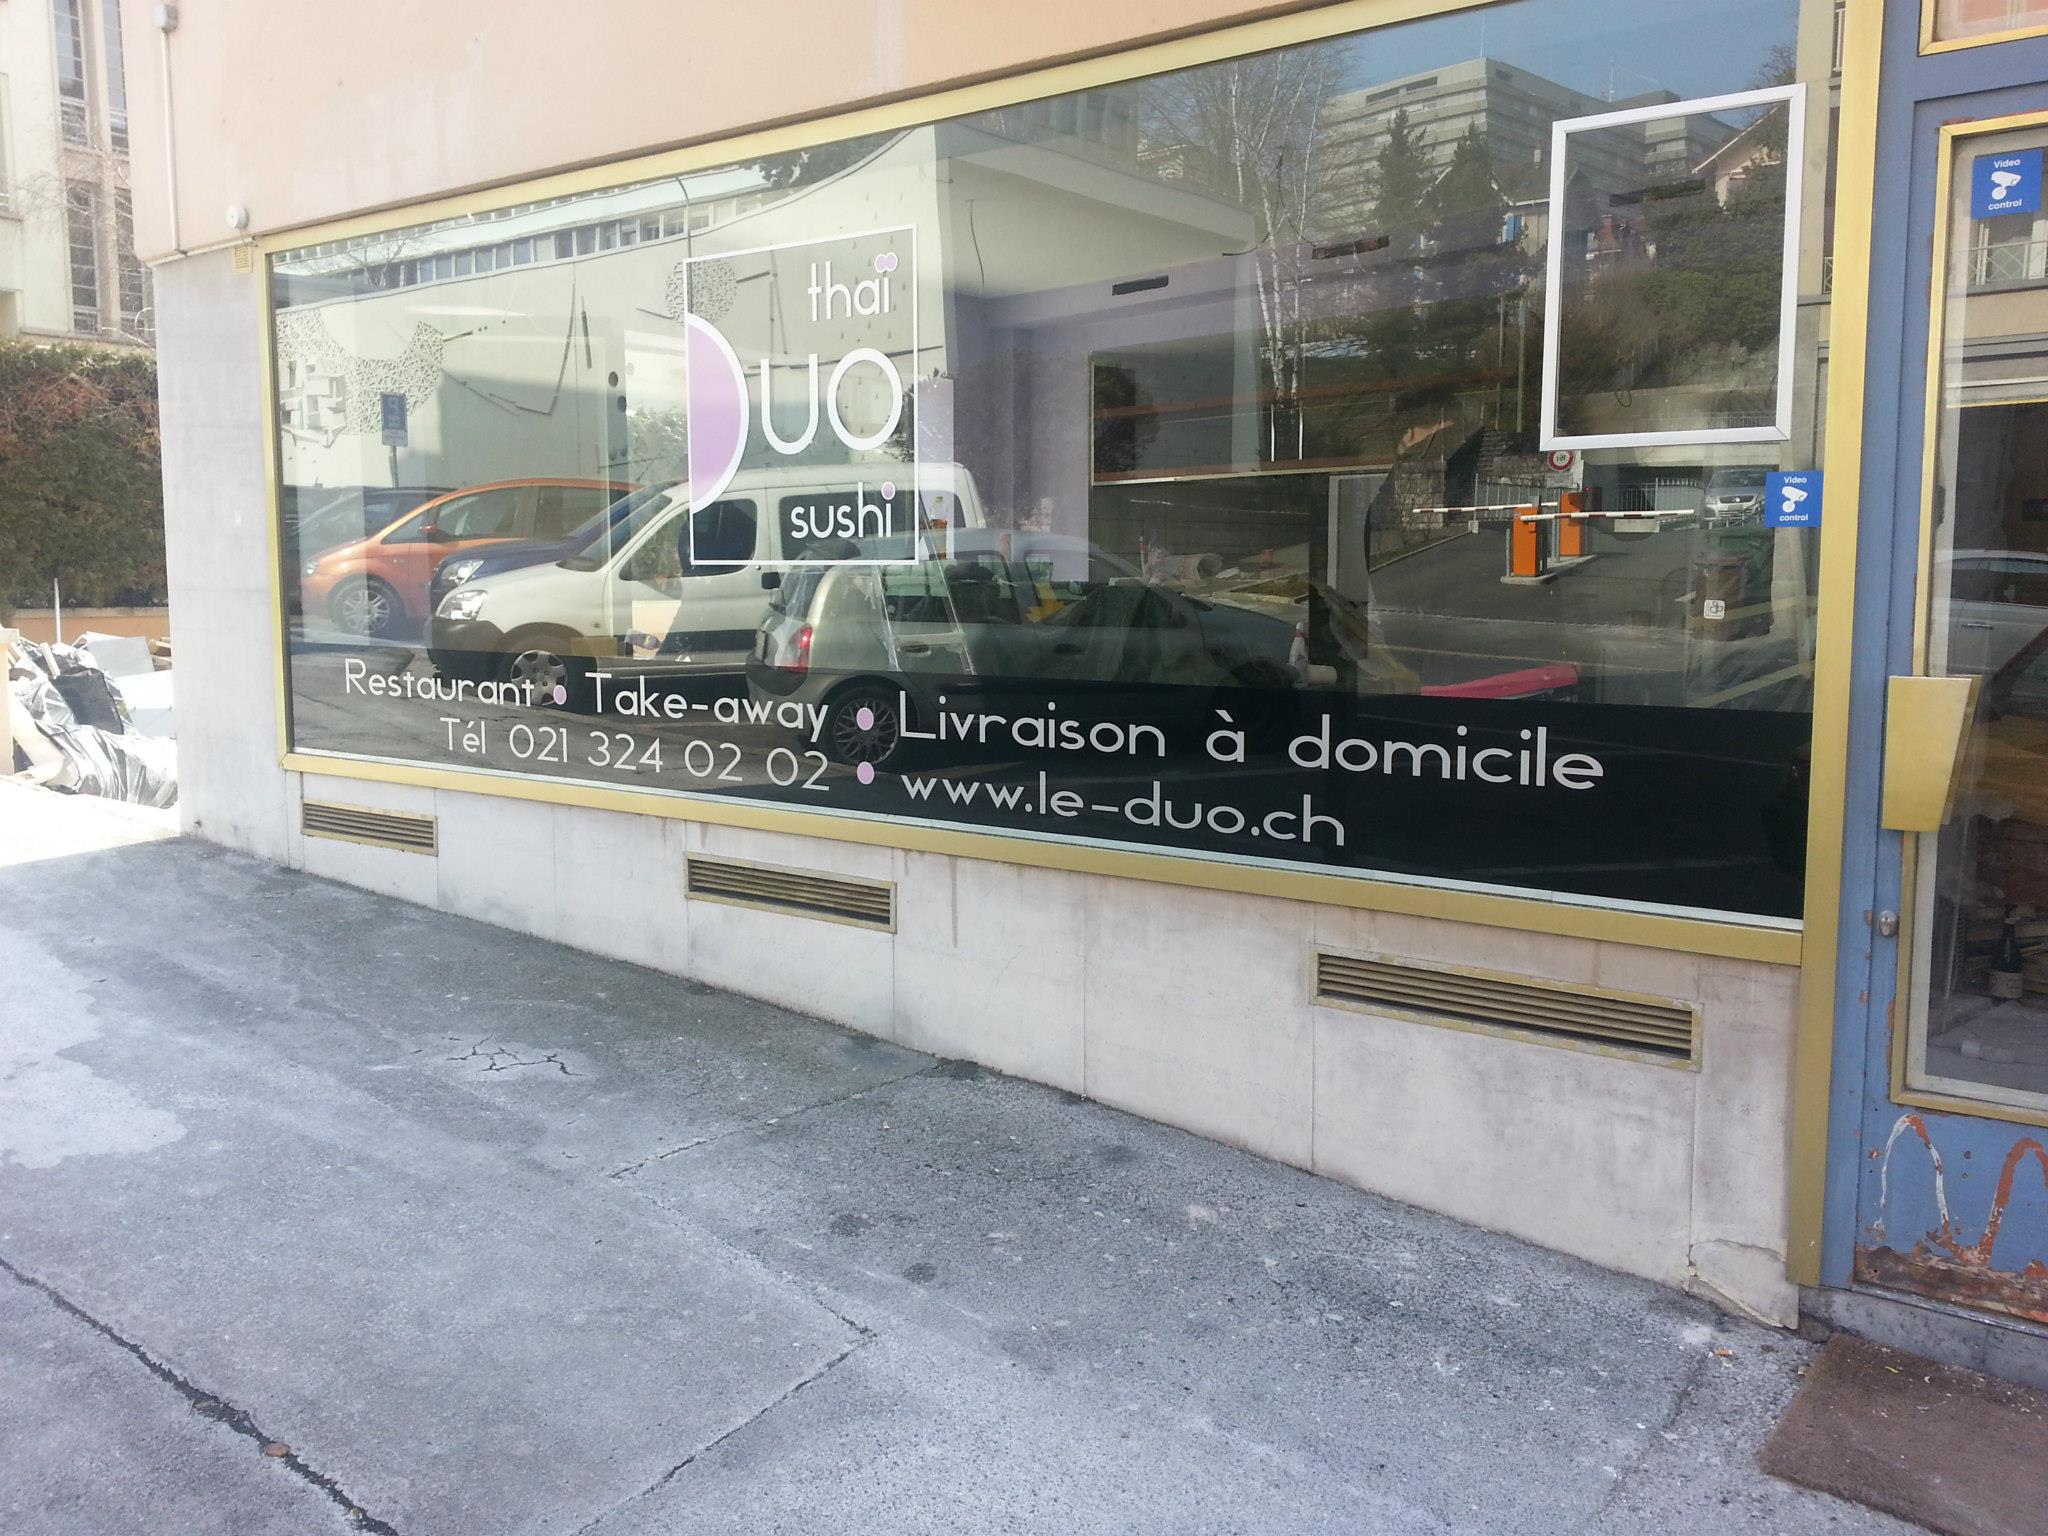 thaï
Duo
sushi
Restaurant • Take-away • Livraison à domicile
Tél 021 324 02 02 • www.le-duo.ch
Video
control
Video
control